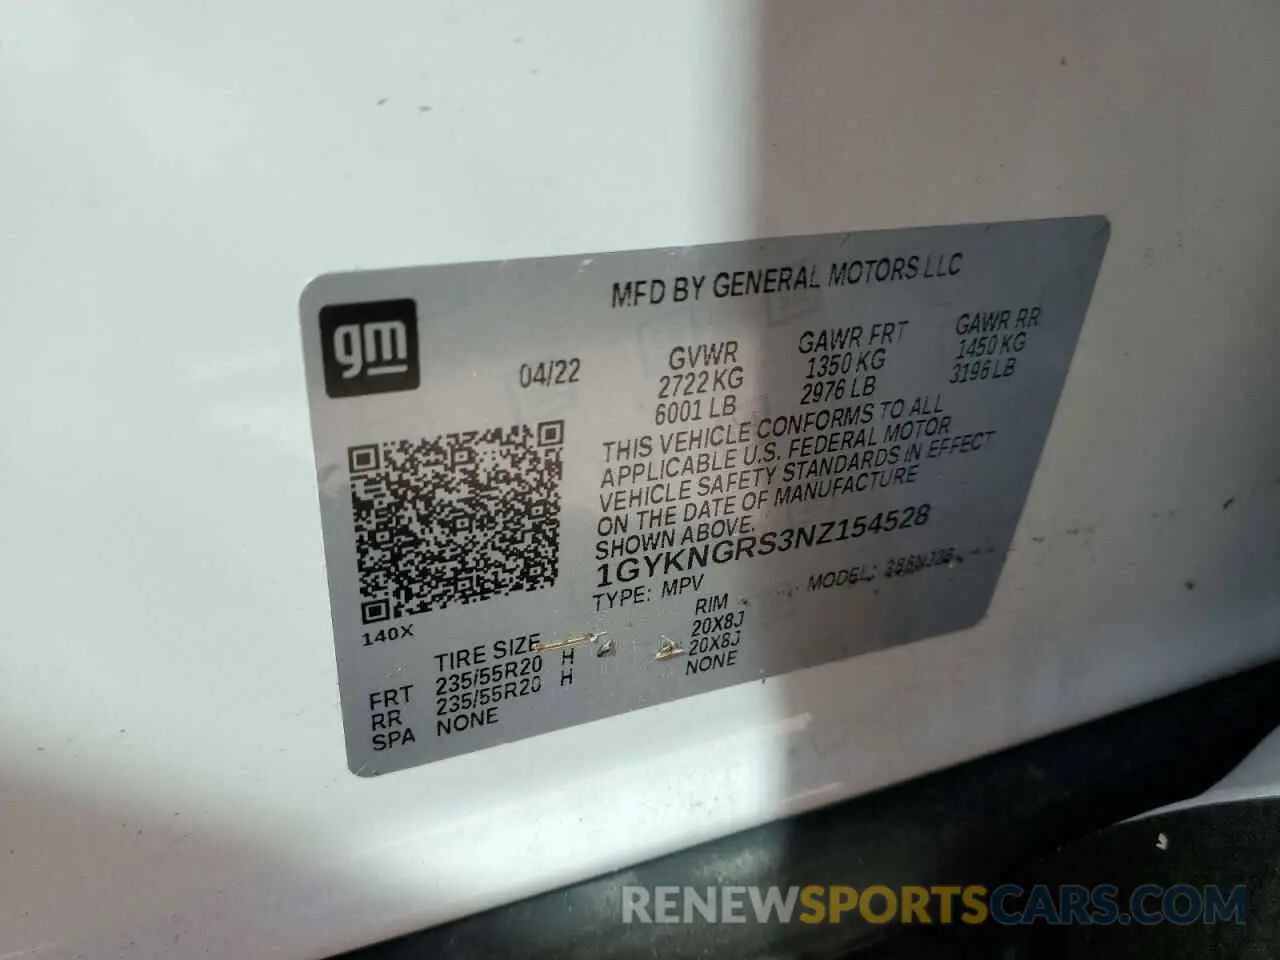 MFD BY GENERAL MOTORS LLC
gm
04/22
GVWR
2722 KG
6001 LB
GAWR FRT
1350 KG
2976 LB
GAWR RR
1450 KG
3196 LB
THIS VEHICLE CONFORMS TO ALL
APPLICABLE U.S. FEDERAL MOTOR
VEHICLE SAFETY STANDARDS IN EFFECT
ON THE DATE OF MANUFACTURE
SHOWN ABOVE.
1GYKNGRS3NZ154528
TYPE: MPV
MODEL:
140X
TIRE SIZE RIM
FRT 235/55R20 H 20X8J
RR 235/55R20 H 20X8J
SPA NONE NONE
RENEWSPORTSCARS.COM